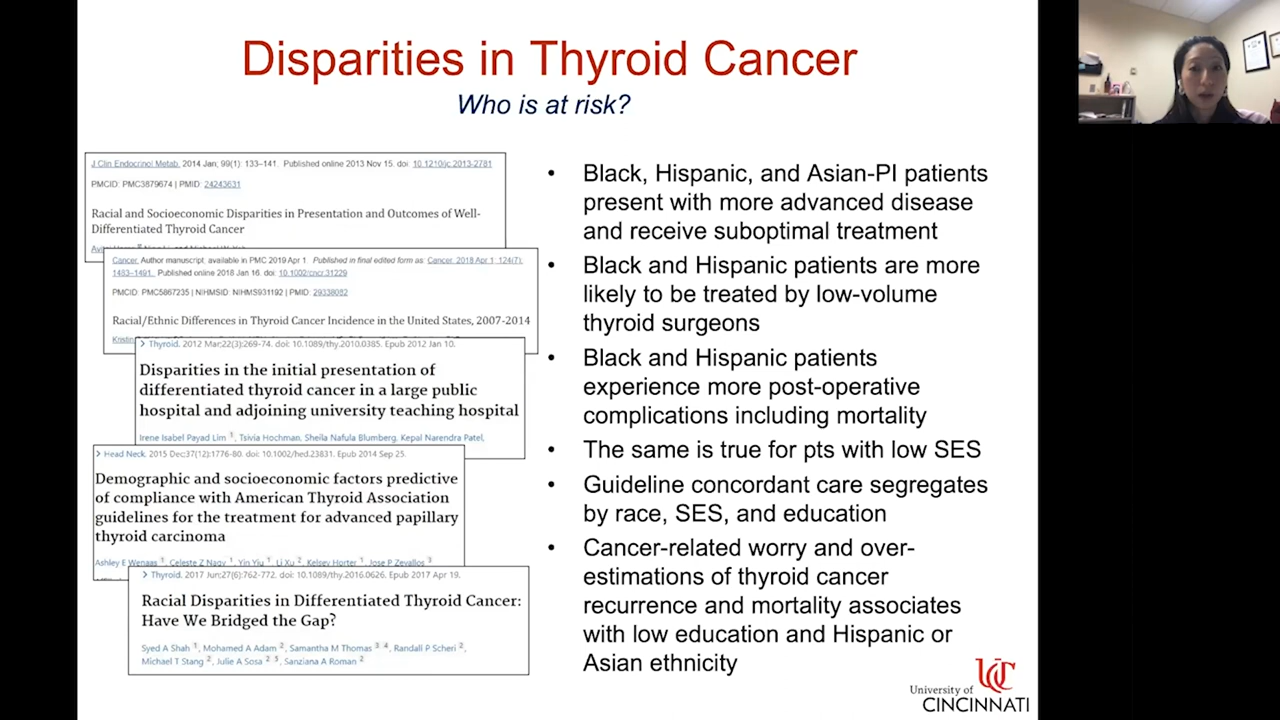 Disparities in Thyroid Cancer
Who is at risk?
J Clin Endocrinol Metab. 2014 Jan; 99(1): 133–141. Published online 2013 Nov 15. doi: 10.1210/jc.2013-2781
PMCID: PMC3879674 | PMID: 24243631
Racial and Socioeconomic Disparities in Presentation and Outcomes of Well-
Differentiated Thyroid Cancer
Cancer. Author manuscript; available in PMC 2019 Apr 1. Published in final edited form as: Cancer. 2018 Apr 1; 124(7):
1483–1491. Published online 2018 Jan 16. doi: 10.1002/cncr.31229
PMCID: PMC5867235 | NIHMSID: NIHMS931192 | PMID: 29338082
Racial/Ethnic Differences in Thyroid Cancer Incidence in the United States, 2007-2014
> Thyroid. 2012 Mar;22(3):269-74. doi: 10.1089/thy.2010.0385. Epub 2012 Jan 10.
Disparities in the initial presentation of
differentiated thyroid cancer in a large public
hospital and adjoining university teaching hospital
Irene Isabel Payad Lim 1, Tsivia Hochman, Sheila Nafula Blumberg, Kepal Narendra Patel,
> Head Neck. 2015 Dec;37(12):1776-80. doi: 10.1002/hed.23831. Epub 2014 Sep 25.
Demographic and socioeconomic factors predictive
of compliance with American Thyroid Association
guidelines for the treatment for advanced papillary
thyroid carcinoma
Ashley E Wenaas 1, Celeste Z Nagy 1, Yin Yiu 1, Li Xu 2, Kelsey Horter 1, Jose P Zevallos 3
> Thyroid. 2017 Jun;27(6):762-772. doi: 10.1089/thy.2016.0626. Epub 2017 Apr 19.
Racial Disparities in Differentiated Thyroid Cancer:
Have We Bridged the Gap?
Syed A Shah 1, Mohamed A Adam 2, Samantha M Thomas 3 4, Randall P Scheri 2,
Michael T Stang 2, Julie A Sosa 2 5, Sanziana A Roman 2
• Black, Hispanic, and Asian-PI patients
present with more advanced disease
and receive suboptimal treatment
• Black and Hispanic patients are more
likely to be treated by low-volume
thyroid surgeons
• Black and Hispanic patients
experience more post-operative
complications including mortality
• The same is true for pts with low SES
• Guideline concordant care segregates
by race, SES, and education
• Cancer-related worry and over-
estimations of thyroid cancer
recurrence and mortality associates
with low education and Hispanic or
Asian ethnicity
University of
CINCINNATI